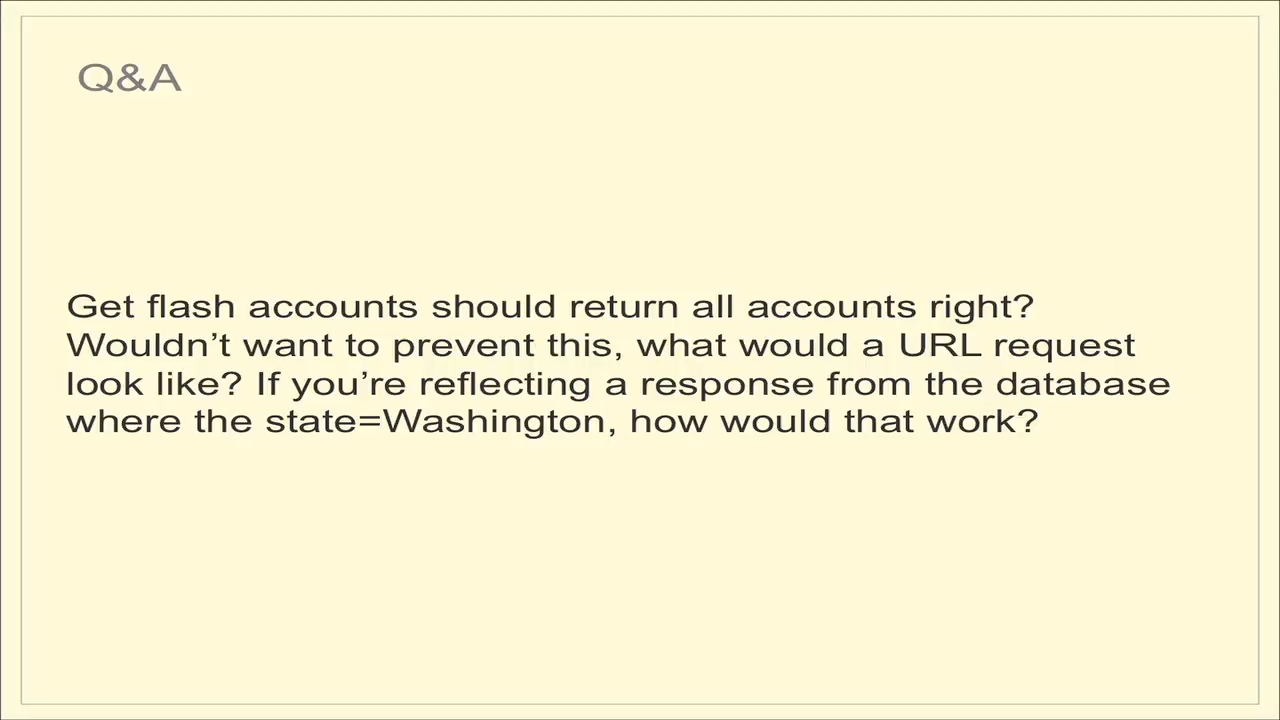 Q&A
Get flash accounts should return all accounts right?
Wouldn’t want to prevent this, what would a URL request
look like? If you’re reflecting a response from the database
where the state=Washington, how would that work?